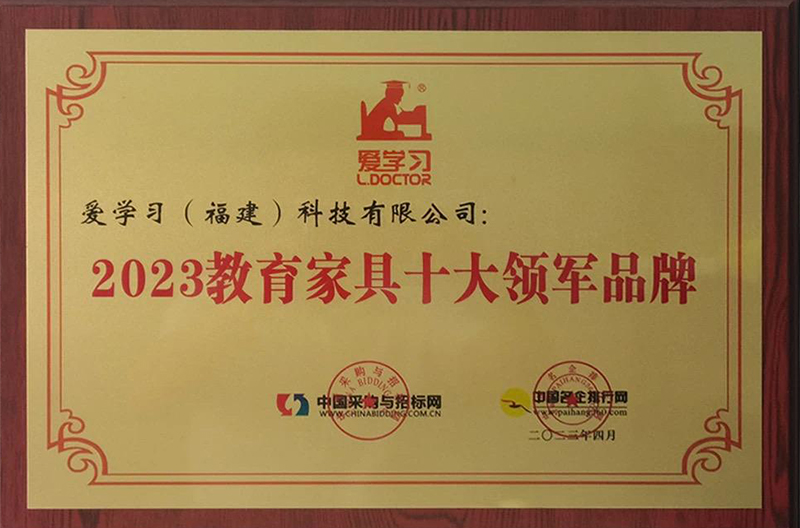 ®
爱学习
L.DOCTOR
爱学习（福建）科技有限公司：
2023教育家具十大领军品牌
中国采购与招标网
WWW.CHINABIDDING.COM.CN
中国名企排行网
二〇二三年四月